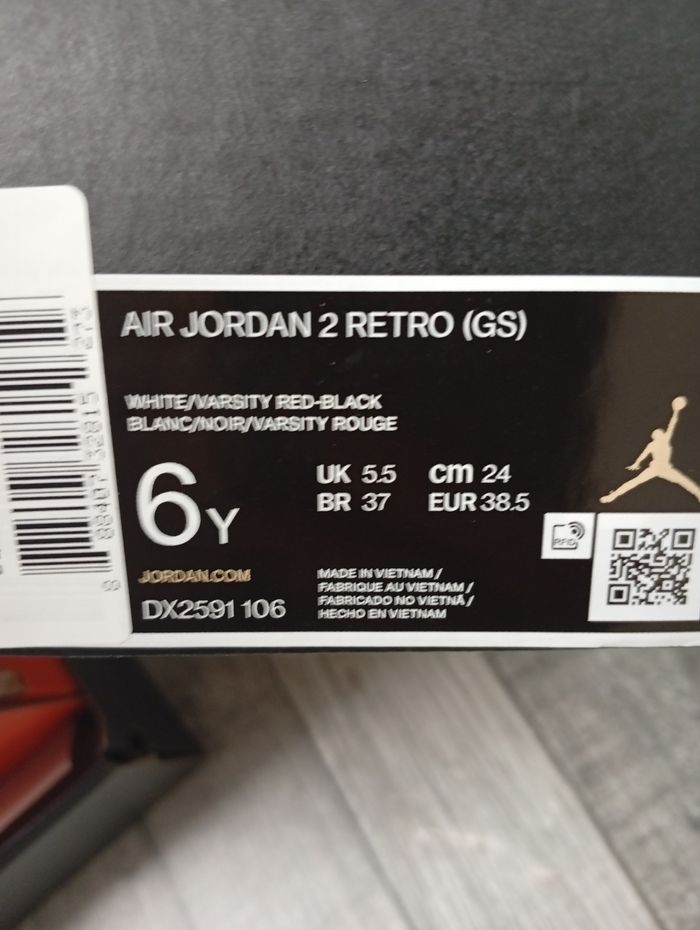 AIR JORDAN 2 RETRO (GS)
WHITE/VARSITY RED-BLACK
BLANC/NOIR/VARSITY ROUGE
6Y
UK 5.5 cm 24
BR 37 EUR 38.5
RFID
JORDAN.COM
DX2591 106
MADE IN VIETNAM /
FABRIQUE AU VIETNAM /
FABRICADO NO VIETNÃ /
HECHO EN VIETNAM